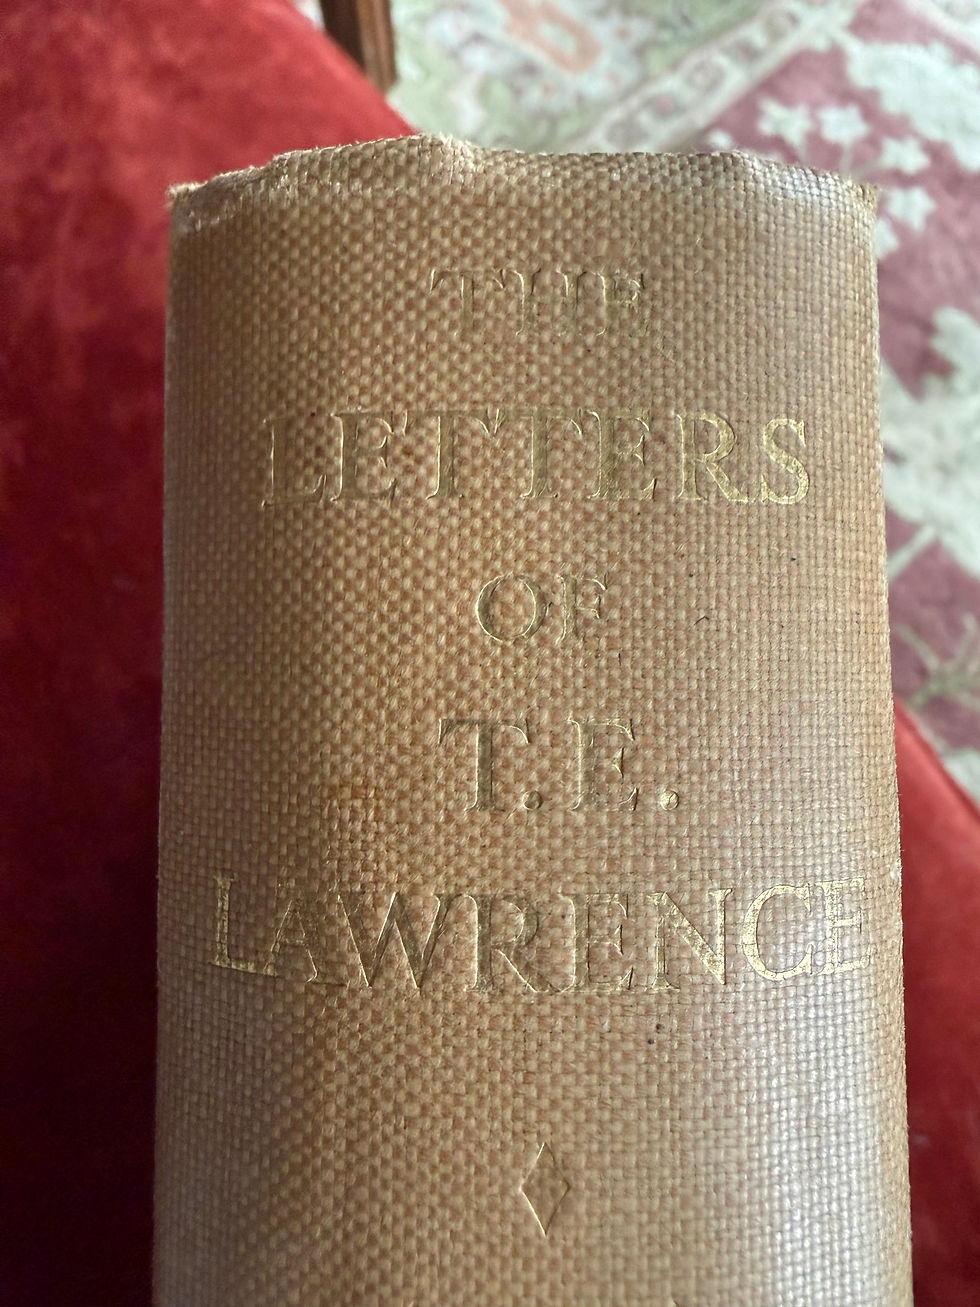 THE
LETTERS
OF
T.E.
LAWRENCE